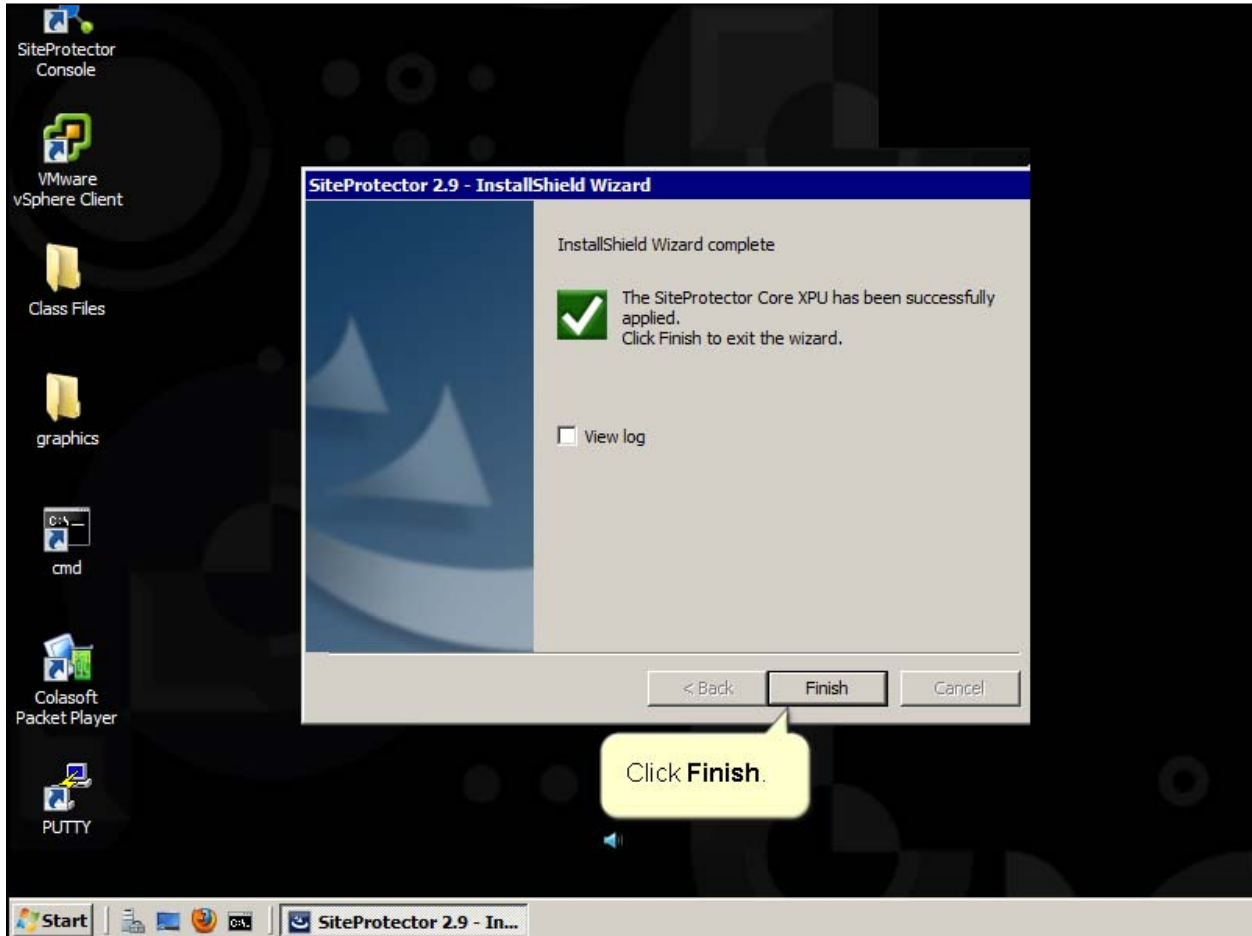 SiteProtector
Console
VMware
vSphere Client
Class Files
graphics
C:\
cmd
Colasoft
Packet Player
PUTTY
SiteProtector 2.9 - InstallShield Wizard
InstallShield Wizard complete
The SiteProtector Core XPU has been successfully
applied.
Click Finish to exit the wizard.
View log
< Back
Finish
Cancel
Click Finish.
Start
C:\
SiteProtector 2.9 - In...